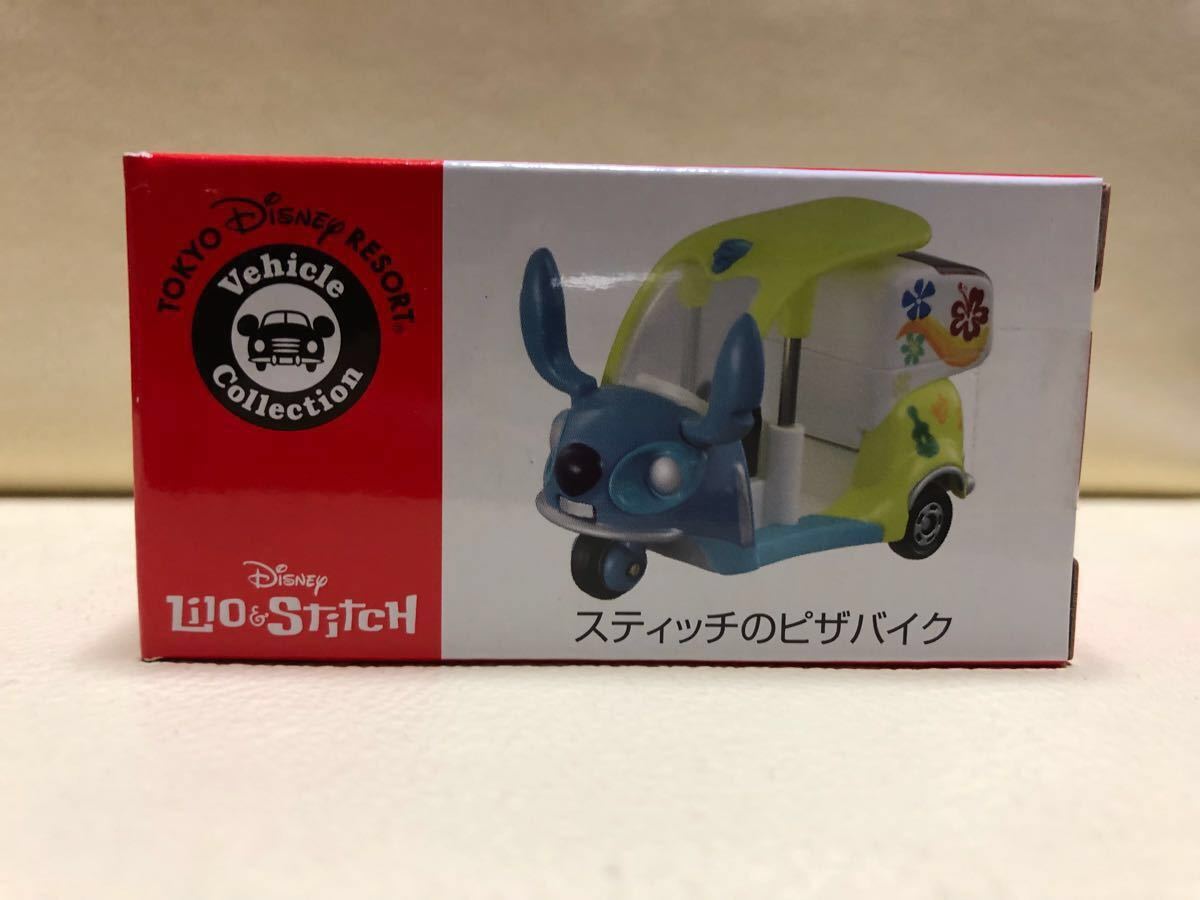 TOKYO DISNEY RESORT®
Vehicle
Collection
DISNEY
Lilo & Stitch
スティッチのピザバイク